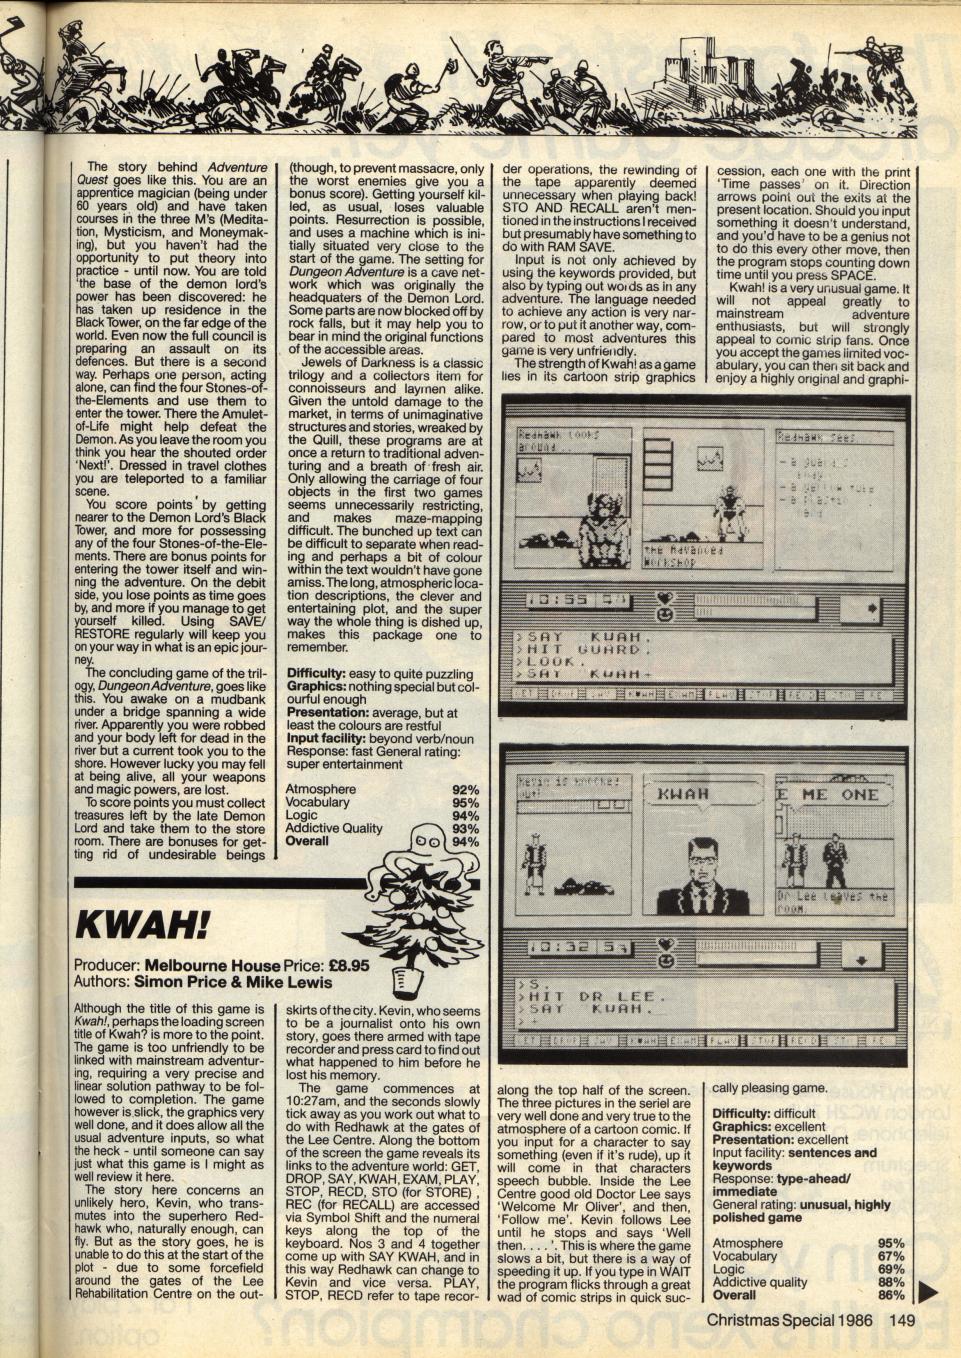 The story behind Adventure
Quest goes like this. You are an
apprentice magician (being under
60 years old) and have taken
courses in the three M's (Medita-
tion, Mysticism, and Moneymak-
ing), but you haven't had the
opportunity to put theory into
practice - until now. You are told
'the base of the demon lord's
power has been discovered: he
has taken up residence in the
Black Tower, on the far edge of the
world. Even now the full council is
preparing an assault on its
defences. But there is a second
way. Perhaps one person, acting
alone, can find the four Stones-of-
the-Elements and use them to
enter the tower. There the Amulet-
of-Life might help defeat the
Demon. As you leave the room you
think you hear the shouted order
'Next!'. Dressed in travel clothes
you are teleported to a familiar
scene.
You score points by getting
nearer to the Demon Lord's Black
Tower, and more for possessing
any of the four Stones-of-the-Ele-
ments. There are bonus points for
entering the tower itself and win-
ning the adventure. On the debit
side, you lose points as time goes
by, and more if you manage to get
yourself killed. Using SAVE/
RESTORE regularly will keep you
on your way in what is an epic jour-
ney.
The concluding game of the tril-
ogy, Dungeon Adventure, goes like
this. You awake on a mudbank
under a bridge spanning a wide
river. Apparently you were robbed
and your body left for dead in the
river but a current took you to the
shore. However lucky you may fell
at being alive, all your weapons
and magic powers, are lost.
To score points you must collect
treasures left by the late Demon
Lord and take them to the store
room. There are bonuses for get-
ting rid of undesirable beings
(though, to prevent massacre, only
the worst enemies give you a
bonus score). Getting yourself kil-
led, as usual, loses valuable
points. Resurrection is possible,
and uses a machine which is ini-
tially situated very close to the
start of the game. The setting for
Dungeon Adventure is a cave net-
work which was originally the
headquaters of the Demon Lord.
Some parts are now blocked off by
rock falls, but it may help you to
bear in mind the original functions
of the accessible areas.
Jewels of Darkness is a classic
trilogy and a collectors item for
connoisseurs and laymen alike.
Given the untold damage to the
market, in terms of unimaginative
structures and stories, wreaked by
the Quill, these programs are at
once a return to traditional adven-
turing and a breath of fresh air.
Only allowing the carriage of four
objects in the first two games
seems unnecessarily restricting,
and makes maze-mapping
difficult. The bunched up text can
be difficult to separate when read-
ing and perhaps a bit of colour
within the text wouldn't have gone
amiss. The long, atmospheric loca-
tion descriptions, the clever and
entertaining plot, and the super
way the whole thing is dished up,
makes this package one to
remember.
Difficulty: easy to quite puzzling
Graphics: nothing special but col-
ourful enough
Presentation: average, but at
least the colours are restful
Input facility: beyond verb/noun
Response: fast General rating:
super entertainment
Atmosphere 92%
Vocabulary 95%
Logic 94%
Addictive Quality 93%
Overall 94%
KWAH!
Producer: Melbourne House Price: £8.95
Authors: Simon Price & Mike Lewis
Although the title of this game is
Kwah!, perhaps the loading screen
title of Kwah? is more to the point.
The game is too unfriendly to be
linked with mainstream adventur-
ing, requiring a very precise and
linear solution pathway to be fol-
lowed to completion. The game
however is slick, the graphics very
well done, and it does allow all the
usual adventure inputs, so what
the heck - until someone can say
just what this game is I might as
well review it here.
The story here concerns an
unlikely hero, Kevin, who trans-
mutes into the superhero Red-
hawk who, naturally enough, can
fly. But as the story goes, he is
unable to do this at the start of the
plot - due to some forcefield
around the gates of the Lee
Rehabilitation Centre on the out-
skirts of the city. Kevin, who seems
to be a journalist onto his own
story, goes there armed with tape
recorder and press card to find out
what happened to him before he
lost his memory.
The game commences at
10:27am, and the seconds slowly
tick away as you work out what to
do with Redhawk at the gates of
the Lee Centre. Along the bottom
of the screen the game reveals its
links to the adventure world: GET,
DROP, SAY, KWAH, EXAM, PLAY,
STOP, RECD, STO (for STORE) ,
REC (for RECALL) are accessed
via Symbol Shift and the numeral
keys along the top of the
keyboard. Nos 3 and 4 together
come up with SAY KWAH, and in
this way Redhawk can change to
Kevin and vice versa. PLAY,
STOP, RECD refer to tape recor-
der operations, the rewinding of
the tape apparently deemed
unnecessary when playing back!
STO AND RECALL aren't men-
tioned in the instructions I received
but presumably have something to
do with RAM SAVE.
Input is not only achieved by
using the keywords provided, but
also by typing out words as in any
adventure. The language needed
to achieve any action is very nar-
row, or to put it another way, com-
pared to most adventures this
game is very unfriendly.
The strength of Kwah! as a game
lies in its cartoon strip graphics
along the top half of the screen.
The three pictures in the seriel are
very well done and very true to the
atmosphere of a cartoon comic. If
you input for a character to say
something (even if it's rude), up it
will come in that characters
speech bubble. Inside the Lee
Centre good old Doctor Lee says
'Welcome Mr Oliver', and then,
'Follow me'. Kevin follows Lee
until he stops and says 'Well
then. . . .'. This is where the game
slows a bit, but there is a way of
speeding it up. If you type in WAIT
the program flicks through a great
wad of comic strips in quick suc-
cession, each one with the print
'Time passes' on it. Direction
arrows point out the exits at the
present location. Should you input
something it doesn't understand,
and you'd have to be a genius not
to do this every other move, then
the program stops counting down
time until you press SPACE.
Kwah! is a very unusual game. It
will not appeal greatly to
mainstream adventure
enthusiasts, but will strongly
appeal to comic strip fans. Once
you accept the games limited voc-
abulary, you can then sit back and
enjoy a highly original and graphi-
cally pleasing game.
Redhawk looks
around...
the Advanced
Workshop
Redhawk sees...
10:55
>SAY KWAH.
>HIT GUARD.
>LOOK.
>SAY KWAH+
Kevin is knocked
out!
KWAH
E ME ONE
Dr Lee leaves the
room.
10:32
>S.
>HIT DR LEE.
>SAY KWAH.
>+
Difficulty: difficult
Graphics: excellent
Presentation: excellent
Input facility: sentences and
keywords
Response: type-ahead/
immediate
General rating: unusual, highly
polished game
Atmosphere 95%
Vocabulary 67%
Logic 69%
Addictive quality 88%
Overall 86%
Christmas Special 1986 149